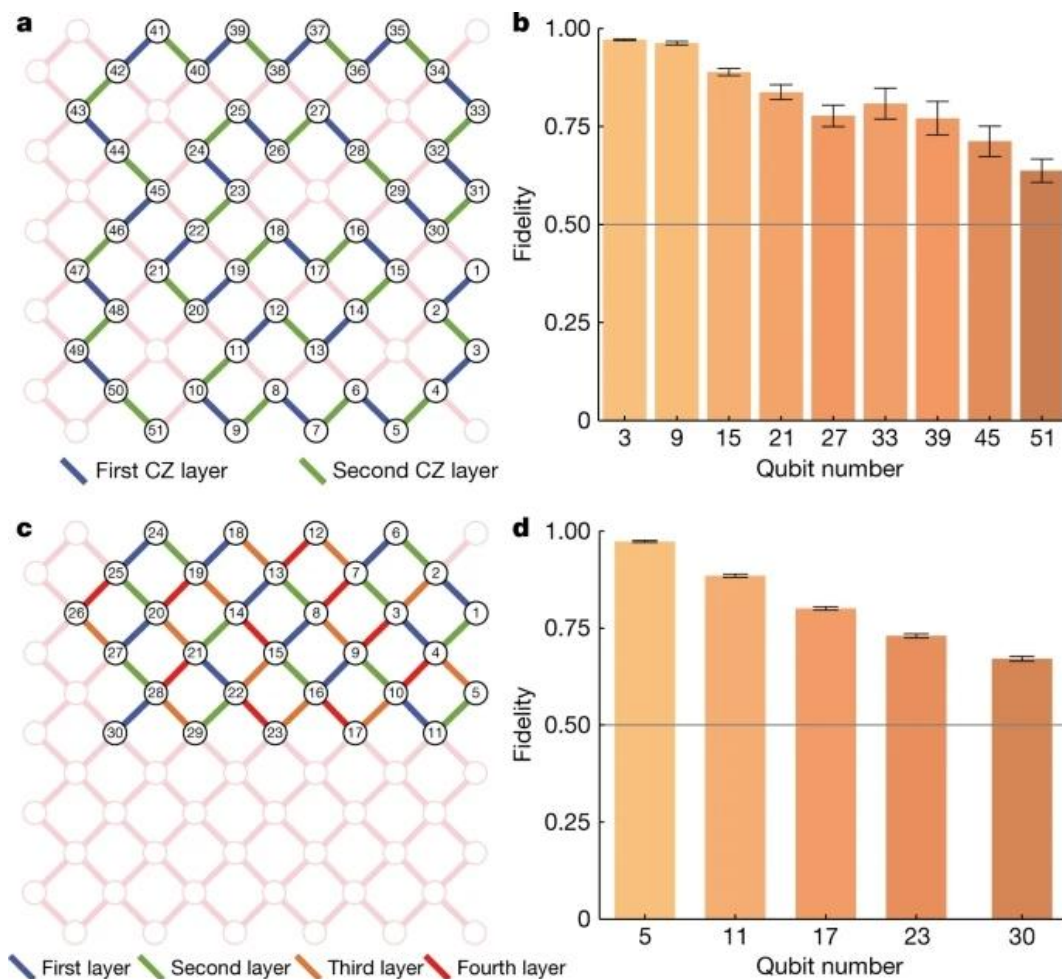 a
41 39 37 35
42 40 38 36 34
43 25 27 33
44 24 26 28 32
45 23 29 31
46 22 18 16 30
47 21 19 17 15 1
48 20 12 14 2
49 11 13 3
50 10 8 6 4
51 9 7 5
First CZ layer Second CZ layer
b
1.00
0.75
0.50
0.25
0
Fidelity
3 9 15 21 27 33 39 45 51
Qubit number
c
24 18 12 6
25 19 13 7 2
26 20 14 8 3 1
27 21 15 9 4
28 22 16 10 5
30 29 23 17 11
First layer Second layer Third layer Fourth layer
d
1.00
0.75
0.50
0.25
0
Fidelity
5 11 17 23 30
Qubit number